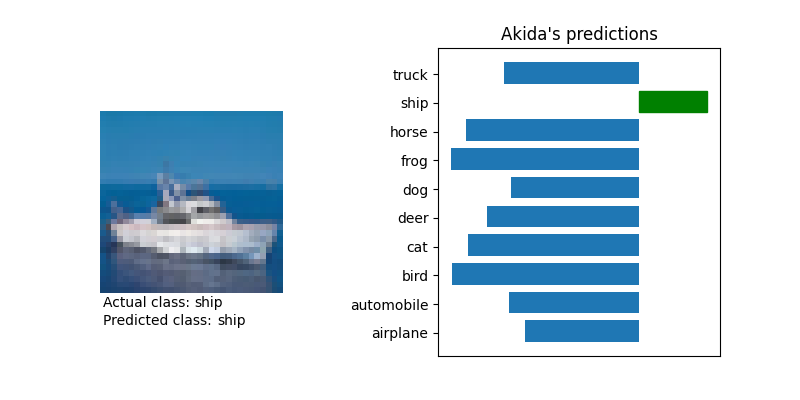 Akida's predictions
truck
ship
horse
frog
dog
deer
cat
bird
automobile
airplane
Actual class: ship
Predicted class: ship